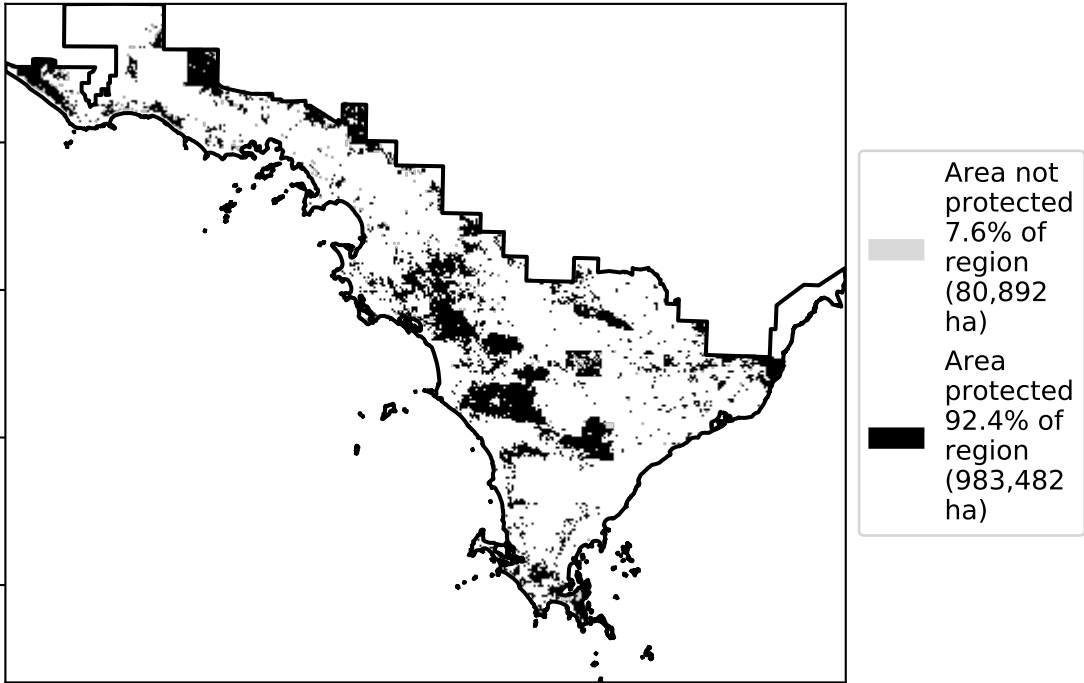 Area not
protected
7.6% of
region
(80,892
ha)
Area
protected
92.4% of
region
(983,482
ha)